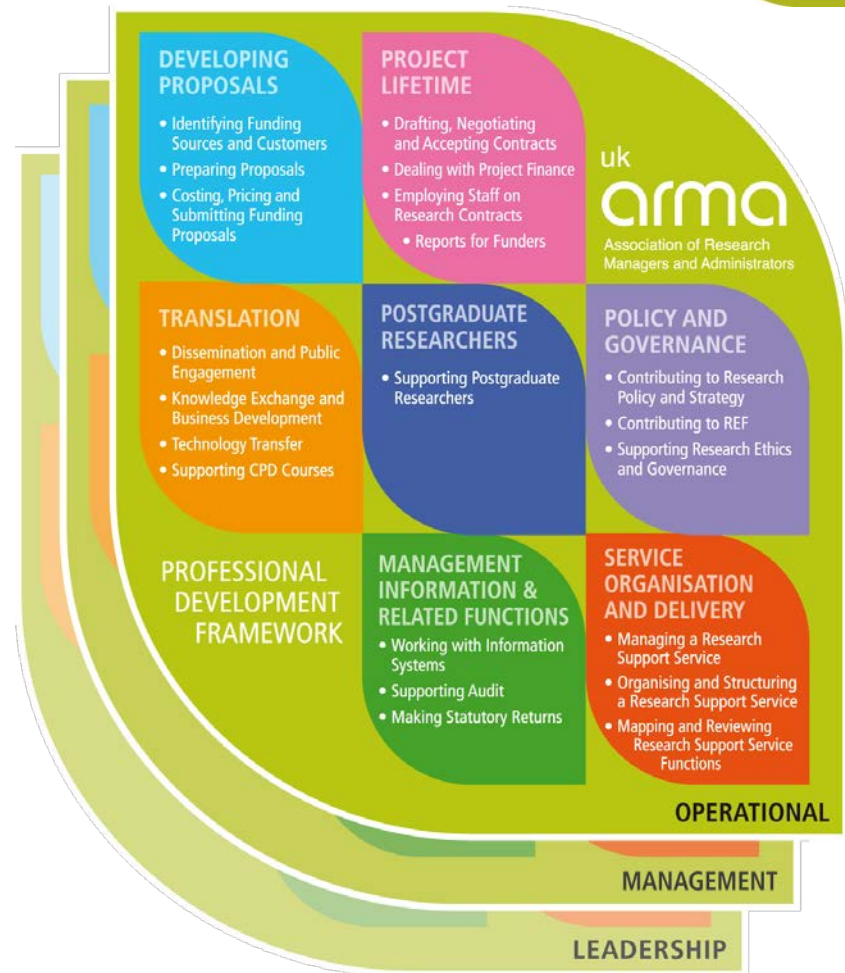 DEVELOPING
PROPOSALS
• Identifying Funding
Sources and Customers
• Preparing Proposals
• Costing, Pricing and
Submitting Funding
Proposals
PROJECT
LIFETIME
• Drafting, Negotiating
and Accepting Contracts
• Dealing with Project Finance
• Employing Staff on
Research Contracts
• Reports for Funders
uk
arma
Association of Research
Managers and Administrators
TRANSLATION
• Dissemination and Public
Engagement
• Knowledge Exchange and
Business Development
• Technology Transfer
• Supporting CPD Courses
POSTGRADUATE
RESEARCHERS
• Supporting Postgraduate
Researchers
POLICY AND
GOVERNANCE
• Contributing to Research
Policy and Strategy
• Contributing to REF
• Supporting Research Ethics
and Governance
PROFESSIONAL
DEVELOPMENT
FRAMEWORK
MANAGEMENT
INFORMATION &
RELATED FUNCTIONS
• Working with Information
Systems
• Supporting Audit
• Making Statutory Returns
SERVICE
ORGANISATION
AND DELIVERY
• Managing a Research
Support Service
• Organising and Structuring
a Research Support Service
• Mapping and Reviewing
Research Support Service
Functions
OPERATIONAL
MANAGEMENT
LEADERSHIP